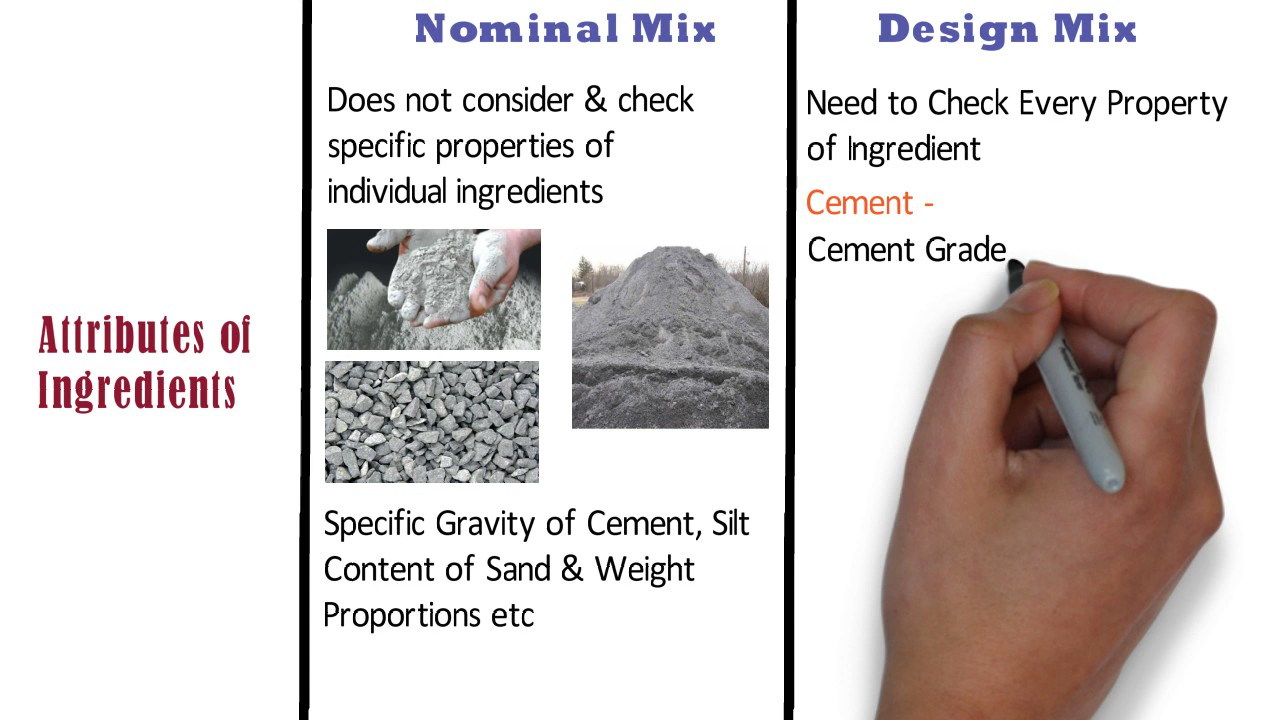 Attributes of
Ingredients
Nominal Mix
Does not consider & check
specific properties of
individual ingredients
Specific Gravity of Cement, Silt
Content of Sand & Weight
Proportions etc
Design Mix
Need to Check Every Property
of Ingredient
Cement -
Cement Grade